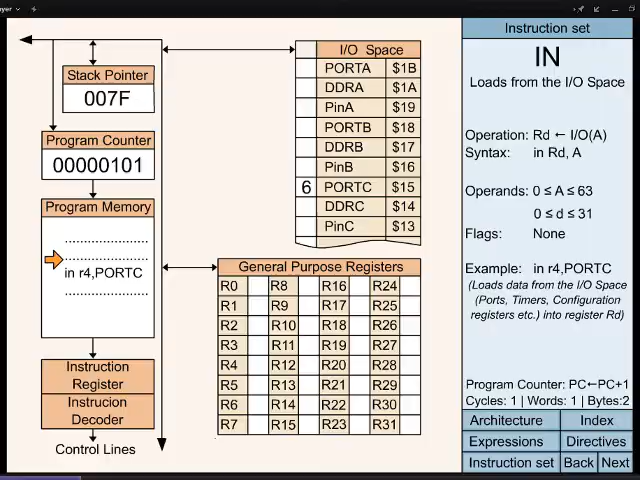 ayer
Stack Pointer
007F
Program Counter
00000101
Program Memory
....................
....................
in r4,PORTC
....................
Instruction
Register
Instrucion
Decoder
Control Lines
I/O Space
PORTA $1B
DDRA $1A
PinA $19
PORTB $18
DDRB $17
PinB $16
6 PORTC $15
DDRC $14
PinC $13
General Purpose Registers
R0 R8 R16 R24
R1 R9 R17 R25
R2 R10 R18 R26
R3 R11 R19 R27
R4 R12 R20 R28
R5 R13 R21 R29
R6 R14 R22 R30
R7 R15 R23 R31
Instruction set
IN
Loads from the I/O Space
Operation: Rd ← I/O(A)
Syntax: in Rd, A
Operands: 0 ≤ A ≤ 63
0 ≤ d ≤ 31
Flags: None
Example: in r4,PORTC
(Loads data from the I/O Space
(Ports, Timers, Configuration
registers etc.) into register Rd)
Program Counter: PC←PC+1
Cycles: 1 | Words: 1 | Bytes:2
Architecture Index
Expressions Directives
Instruction set Back Next